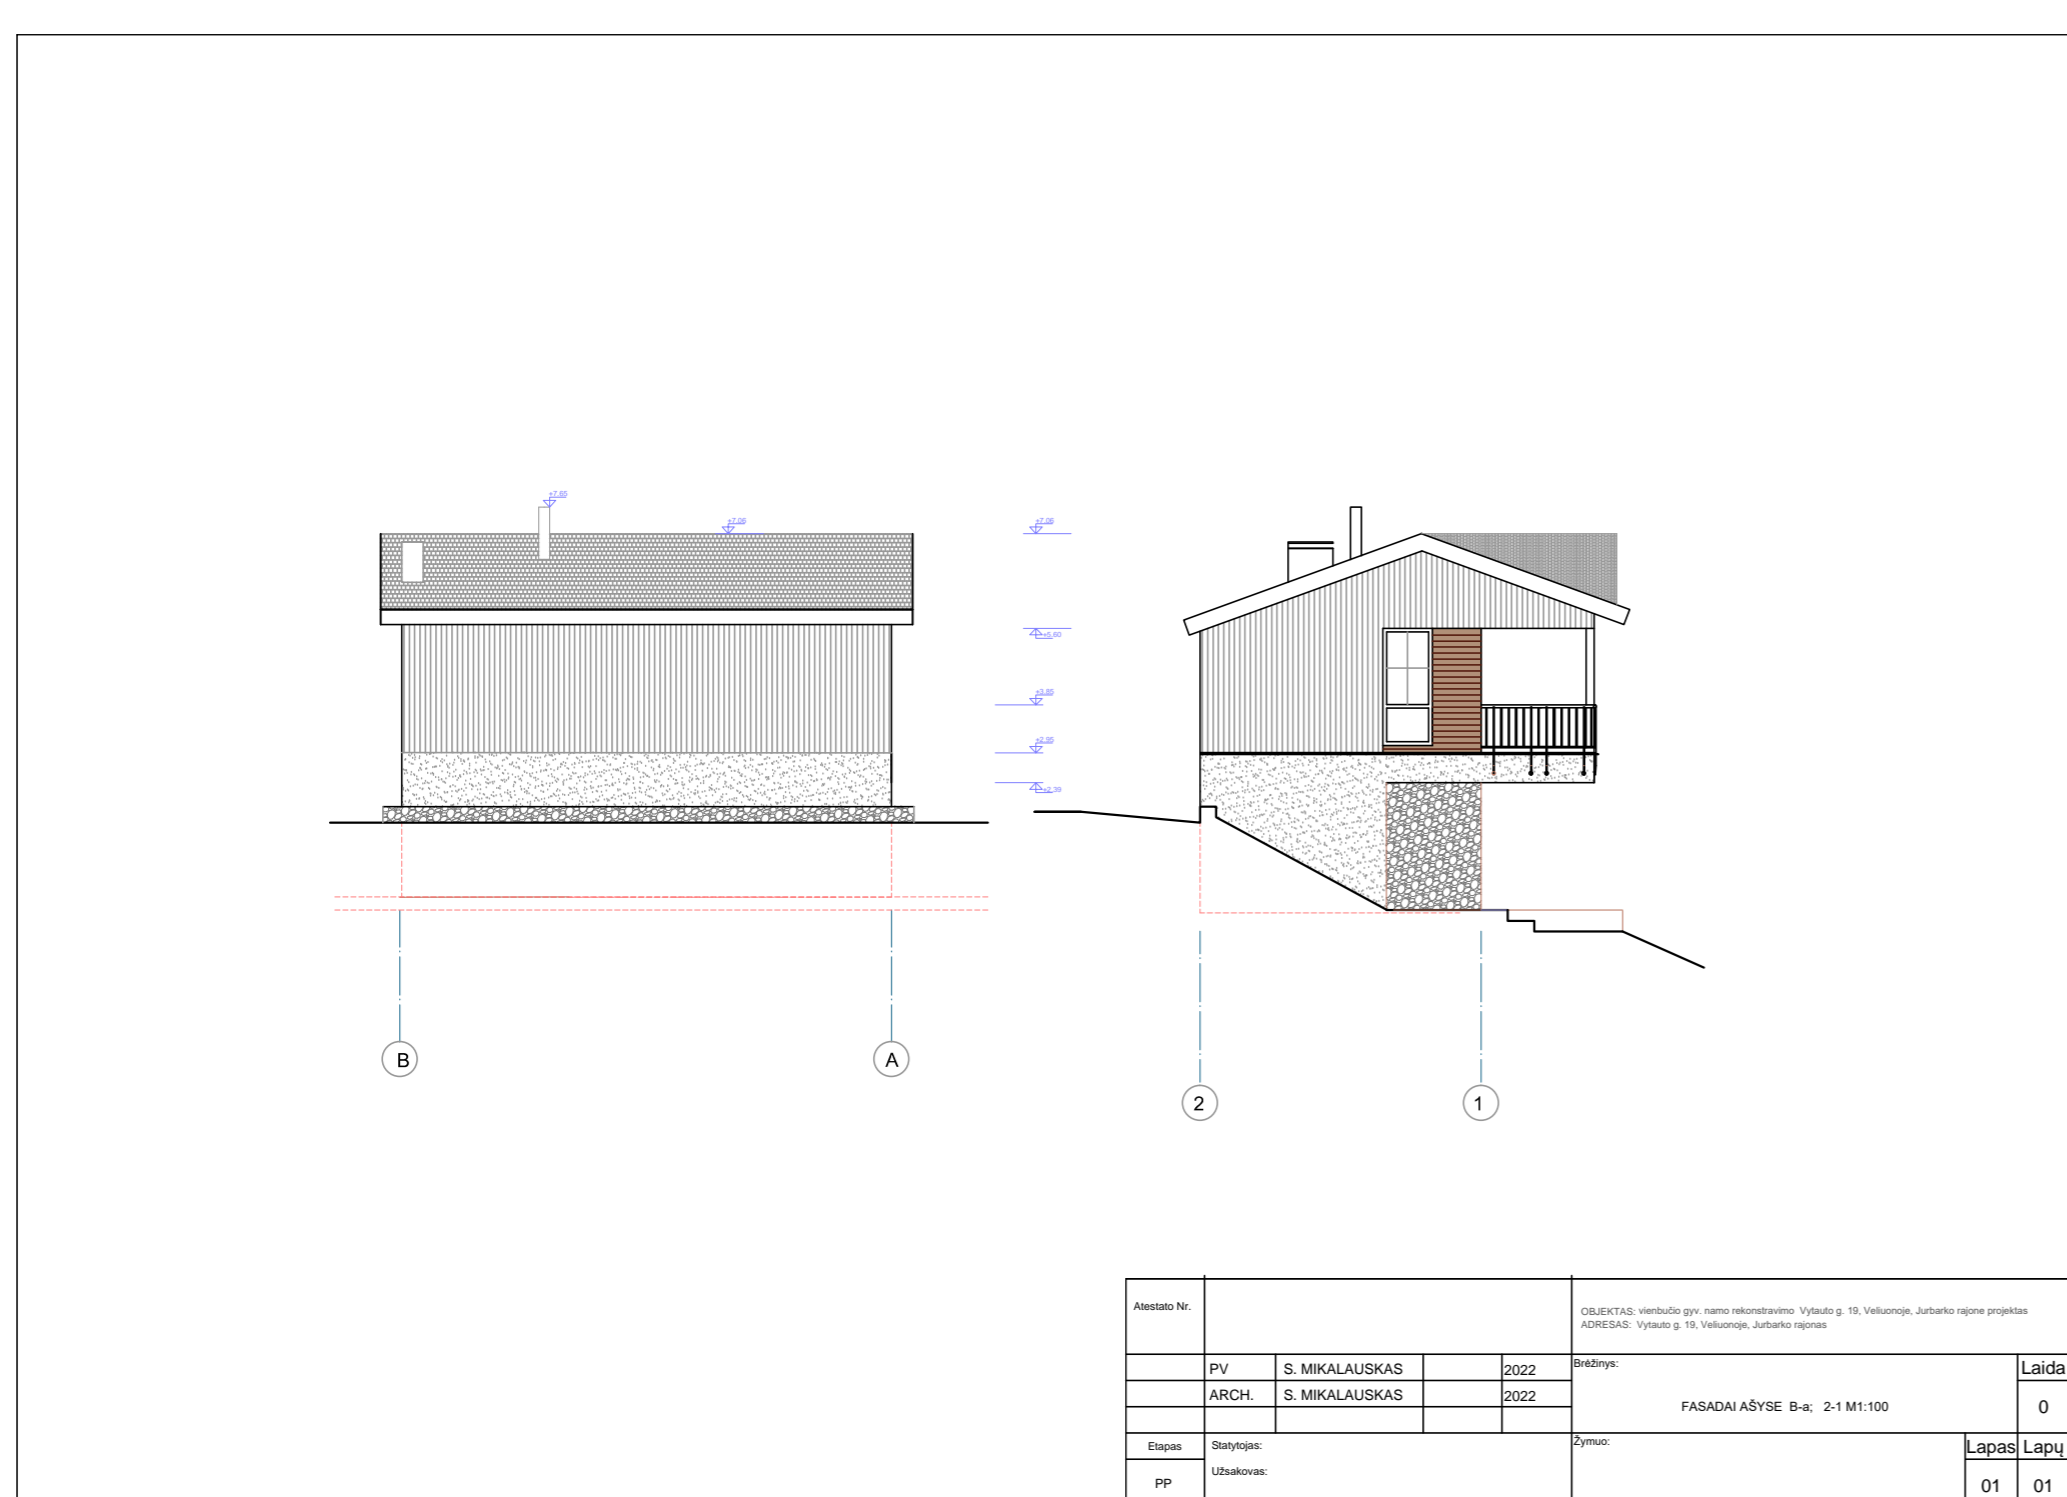 +7.65
+7.06
+7.06
+5,60
+3.85
+2.95
+2,39
B
A
2
1
Atestato Nr.
OBJEKTAS: vienbučio gyv. namo rekonstravimo Vytauto g. 19, Veliuonoje, Jurbarko rajone projektas
ADRESAS: Vytauto g. 19, Veliuonoje, Jurbarko rajonas
PV S. MIKALAUSKAS 2022
ARCH. S. MIKALAUSKAS 2022
Brėžinys:
FASADAI AŠYSE B-a; 2-1 M1:100
Laida
0
Etapas
PP
Statytojas:
Užsakovas:
Žymuo:
Lapas Lapų
01 01